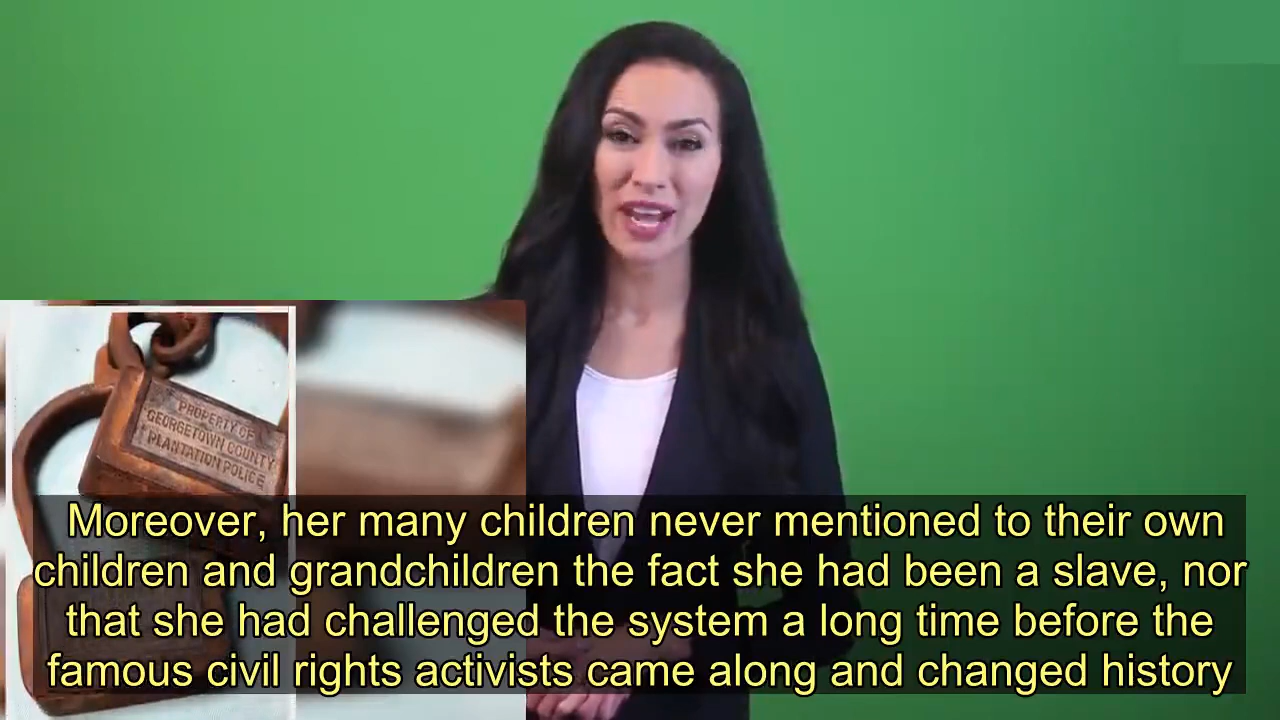 PROPERTY OF
GEORGETOWN COUNTY
PLANTATION POLICE
Moreover, her many children never mentioned to their own
children and grandchildren the fact she had been a slave, nor
that she had challenged the system a long time before the
famous civil rights activists came along and changed history